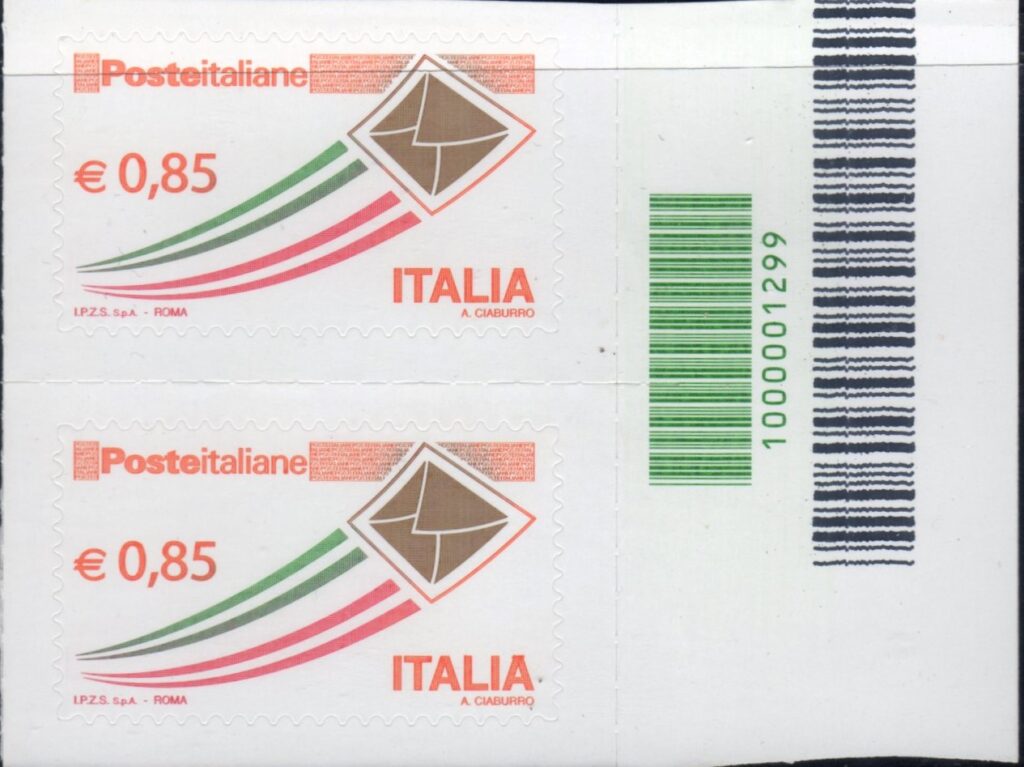 Posteitaliane
€ 0,85
ITALIA
I.P.Z.S. S.p.A. - ROMA
A. CIABURRO
Posteitaliane
€ 0,85
ITALIA
I.P.Z.S. S.p.A. - ROMA
A. CIABURRO
1000001299